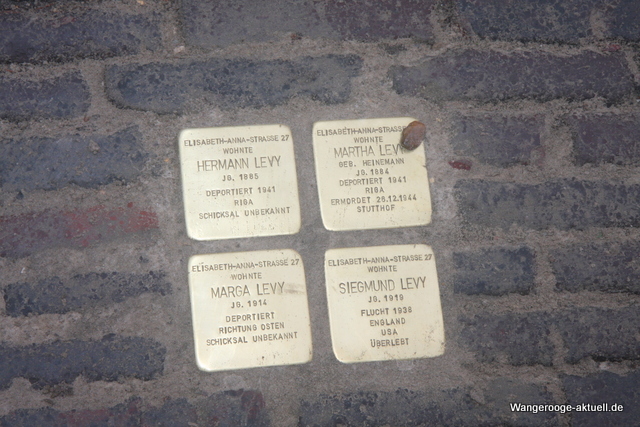 ELISABETH-ANNA-STRASSE 27
WOHNTE
HERMANN LEVY
JG. 1885
DEPORTIERT 1941
RIGA
SCHICKSAL UNBEKANNT
ELISABETH-ANNA-STRASSE
WOHNTE
MARTHA LEVY
GEB. HEINEMANN
JG. 1884
DEPORTIERT 1941
RIGA
ERMORDET 26.12.1944
STUTTHOF
ELISABETH-ANNA-STRASSE 27
WOHNTE
MARGA LEVY
JG. 1914
DEPORTIERT
RICHTUNG OSTEN
SCHICKSAL UNBEKANNT
ELISABETH-ANNA-STRASSE 27
WOHNTE
SIEGMUND LEVY
JG. 1919
FLUCHT 1938
ENGLAND
USA
ÜBERLEBT
www.Wangerooge-aktuell.de